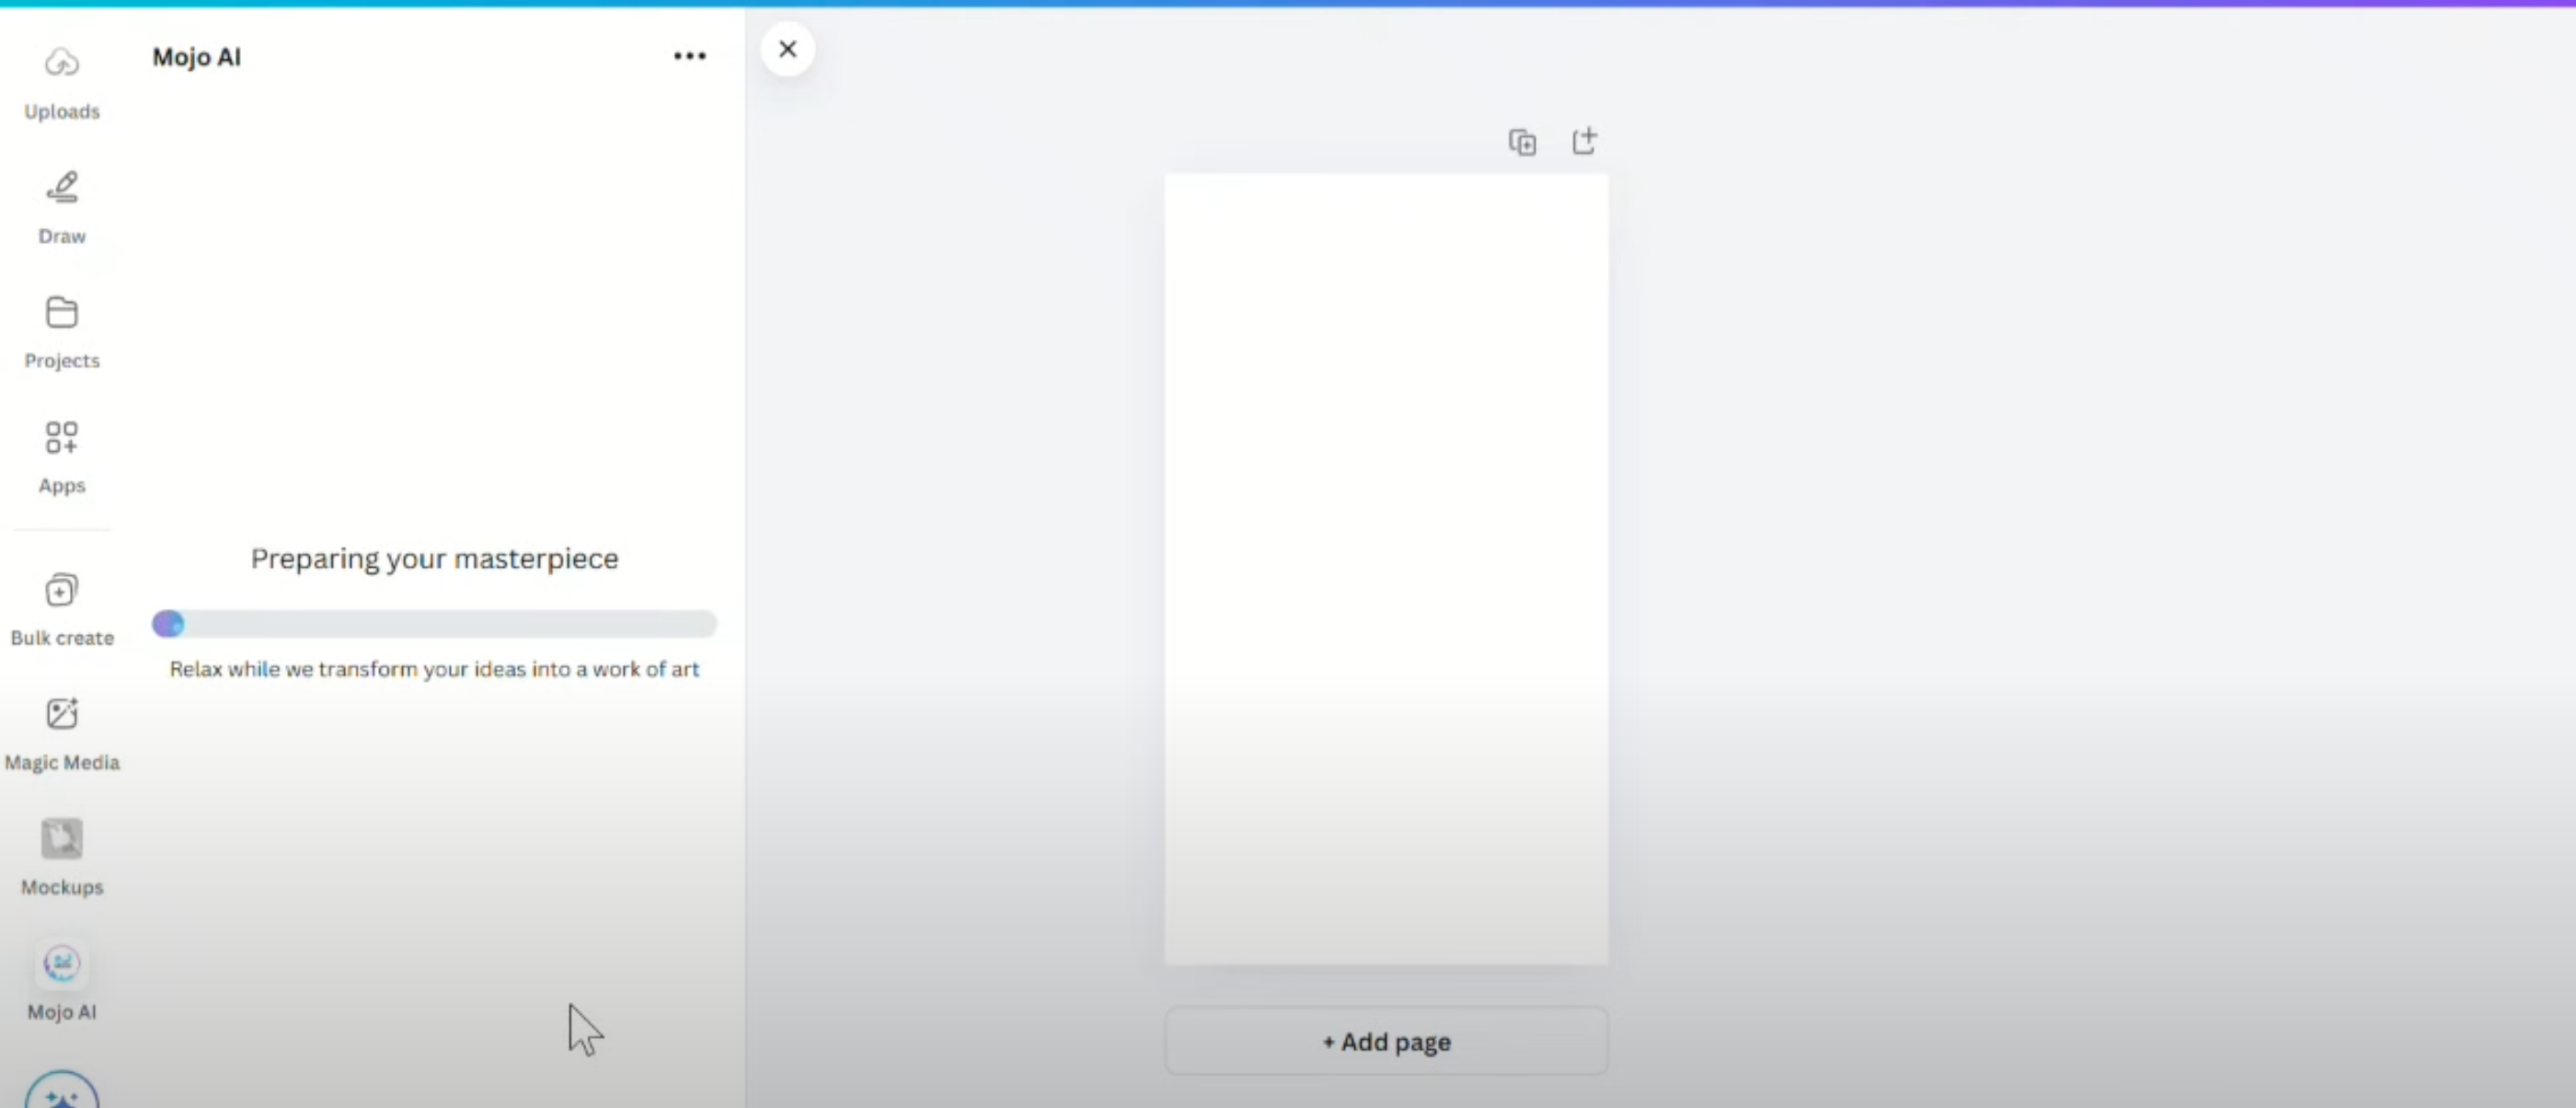 Mojo AI
Uploads
Draw
Projects
Apps
Bulk create
Magic Media
Mockups
Mojo AI
Preparing your masterpiece
Relax while we transform your ideas into a work of art
+ Add page